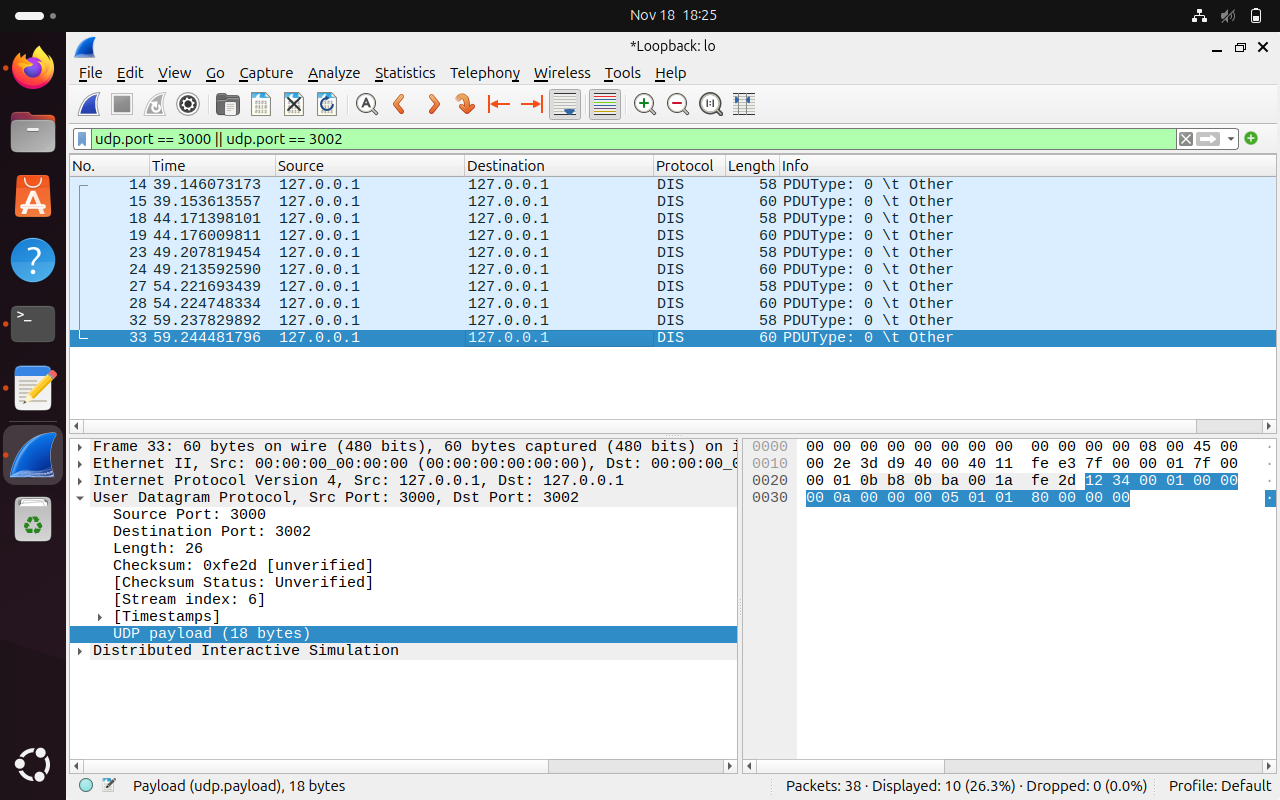 Nov 18 18:25
*Loopback: lo
File Edit View Go Capture Analyze Statistics Telephony Wireless Tools Help
udp.port == 3000 || udp.port == 3002
No. Time Source Destination Protocol Length Info
14 39.146073173 127.0.0.1 127.0.0.1 DIS 58 PDUType: 0 \t Other
15 39.153613557 127.0.0.1 127.0.0.1 DIS 60 PDUType: 0 \t Other
18 44.171398101 127.0.0.1 127.0.0.1 DIS 58 PDUType: 0 \t Other
19 44.176009811 127.0.0.1 127.0.0.1 DIS 60 PDUType: 0 \t Other
23 49.207819454 127.0.0.1 127.0.0.1 DIS 58 PDUType: 0 \t Other
24 49.213592590 127.0.0.1 127.0.0.1 DIS 60 PDUType: 0 \t Other
27 54.221693439 127.0.0.1 127.0.0.1 DIS 58 PDUType: 0 \t Other
28 54.224748334 127.0.0.1 127.0.0.1 DIS 60 PDUType: 0 \t Other
32 59.237829892 127.0.0.1 127.0.0.1 DIS 58 PDUType: 0 \t Other
33 59.244481796 127.0.0.1 127.0.0.1 DIS 60 PDUType: 0 \t Other
Frame 33: 60 bytes on wire (480 bits), 60 bytes captured (480 bits) on i
Ethernet II, Src: 00:00:00_00:00:00 (00:00:00:00:00:00), Dst: 00:00:00_0
Internet Protocol Version 4, Src: 127.0.0.1, Dst: 127.0.0.1
User Datagram Protocol, Src Port: 3000, Dst Port: 3002
Source Port: 3000
Destination Port: 3002
Length: 26
Checksum: 0xfe2d [unverified]
[Checksum Status: Unverified]
[Stream index: 6]
[Timestamps]
UDP payload (18 bytes)
Distributed Interactive Simulation
0000 00 00 00 00 00 00 00 00 00 00 00 00 08 00 45 00
0010 00 2e 3d d9 40 00 40 11 fe e3 7f 00 00 01 7f 00
0020 00 01 0b b8 0b ba 00 1a fe 2d 12 34 00 01 00 00
0030 00 0a 00 00 00 05 01 01 80 00 00 00
Payload (udp.payload), 18 bytes
Packets: 38 · Displayed: 10 (26.3%) · Dropped: 0 (0.0%)
Profile: Default